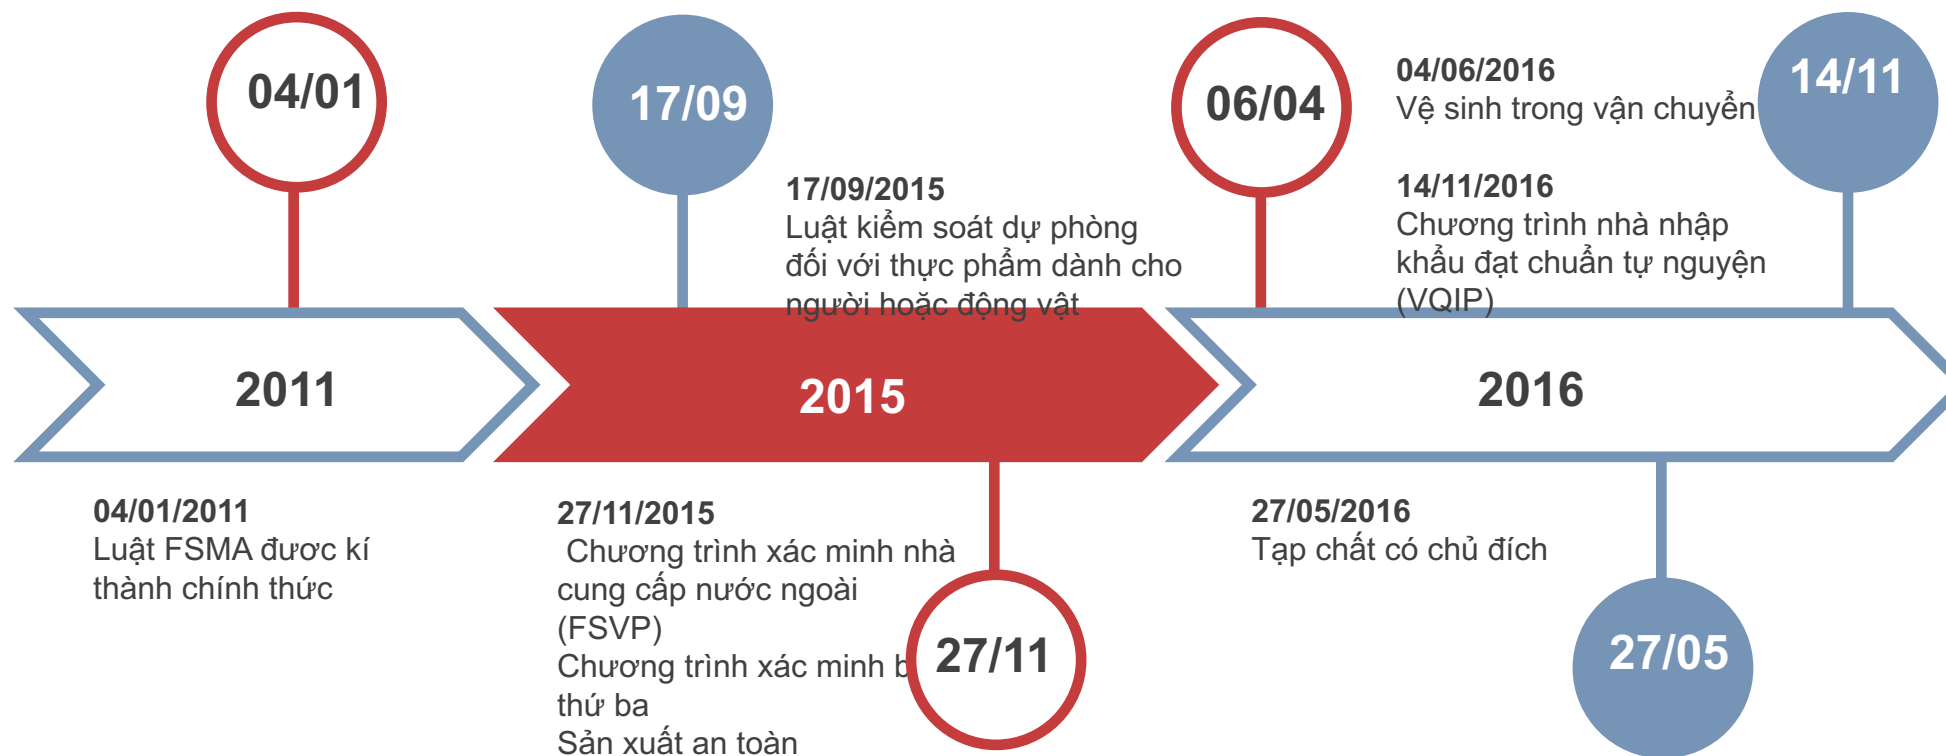 04/01
17/09
06/04
14/11
04/06/2016
Vệ sinh trong vận chuyển
14/11/2016
Chương trình nhà nhập
khẩu đạt chuẩn tự nguyện
(VQIP)
17/09/2015
Luật kiểm soát dự phòng
đối với thực phẩm dành cho
người hoặc động vật
2011
2015
2016
04/01/2011
Luật FSMA đươc kí
thành chính thức
27/11/2015
Chương trình xác minh nhà
cung cấp nước ngoài
(FSVP)
Chương trình xác minh
thứ ba
Sản xuất an toàn
27/11
27/05/2016
Tạp chất có chủ đích
27/05